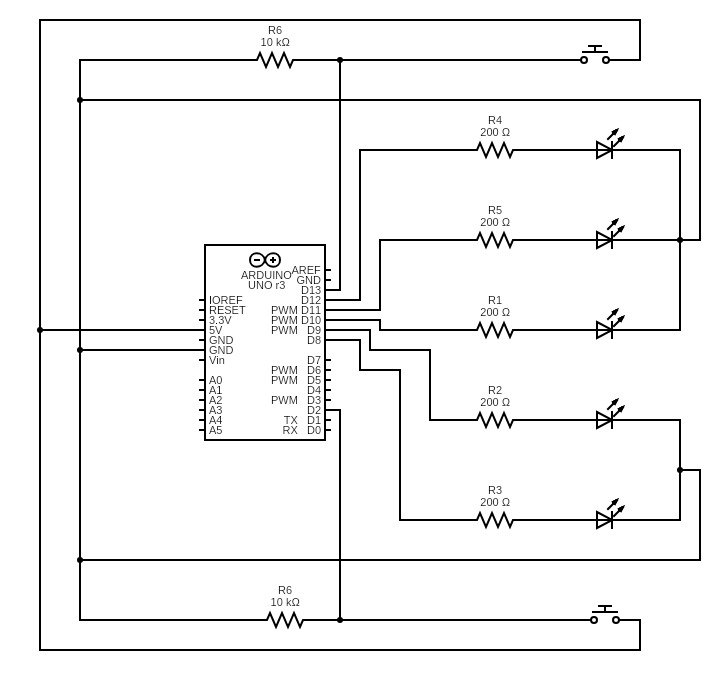 R6
10 kΩ
R4
200 Ω
R5
200 Ω
ARDUINO
UNO r3
AREF
GND
D13
IOREF D12
RESET PWM D11
3.3V PWM D10
5V PWM D9
GND D8
GND
Vin D7
PWM D6
A0 PWM D5
A1 D4
A2 PWM D3
A3 D2
A4 TX D1
A5 RX D0
R1
200 Ω
R2
200 Ω
R3
200 Ω
R6
10 kΩ